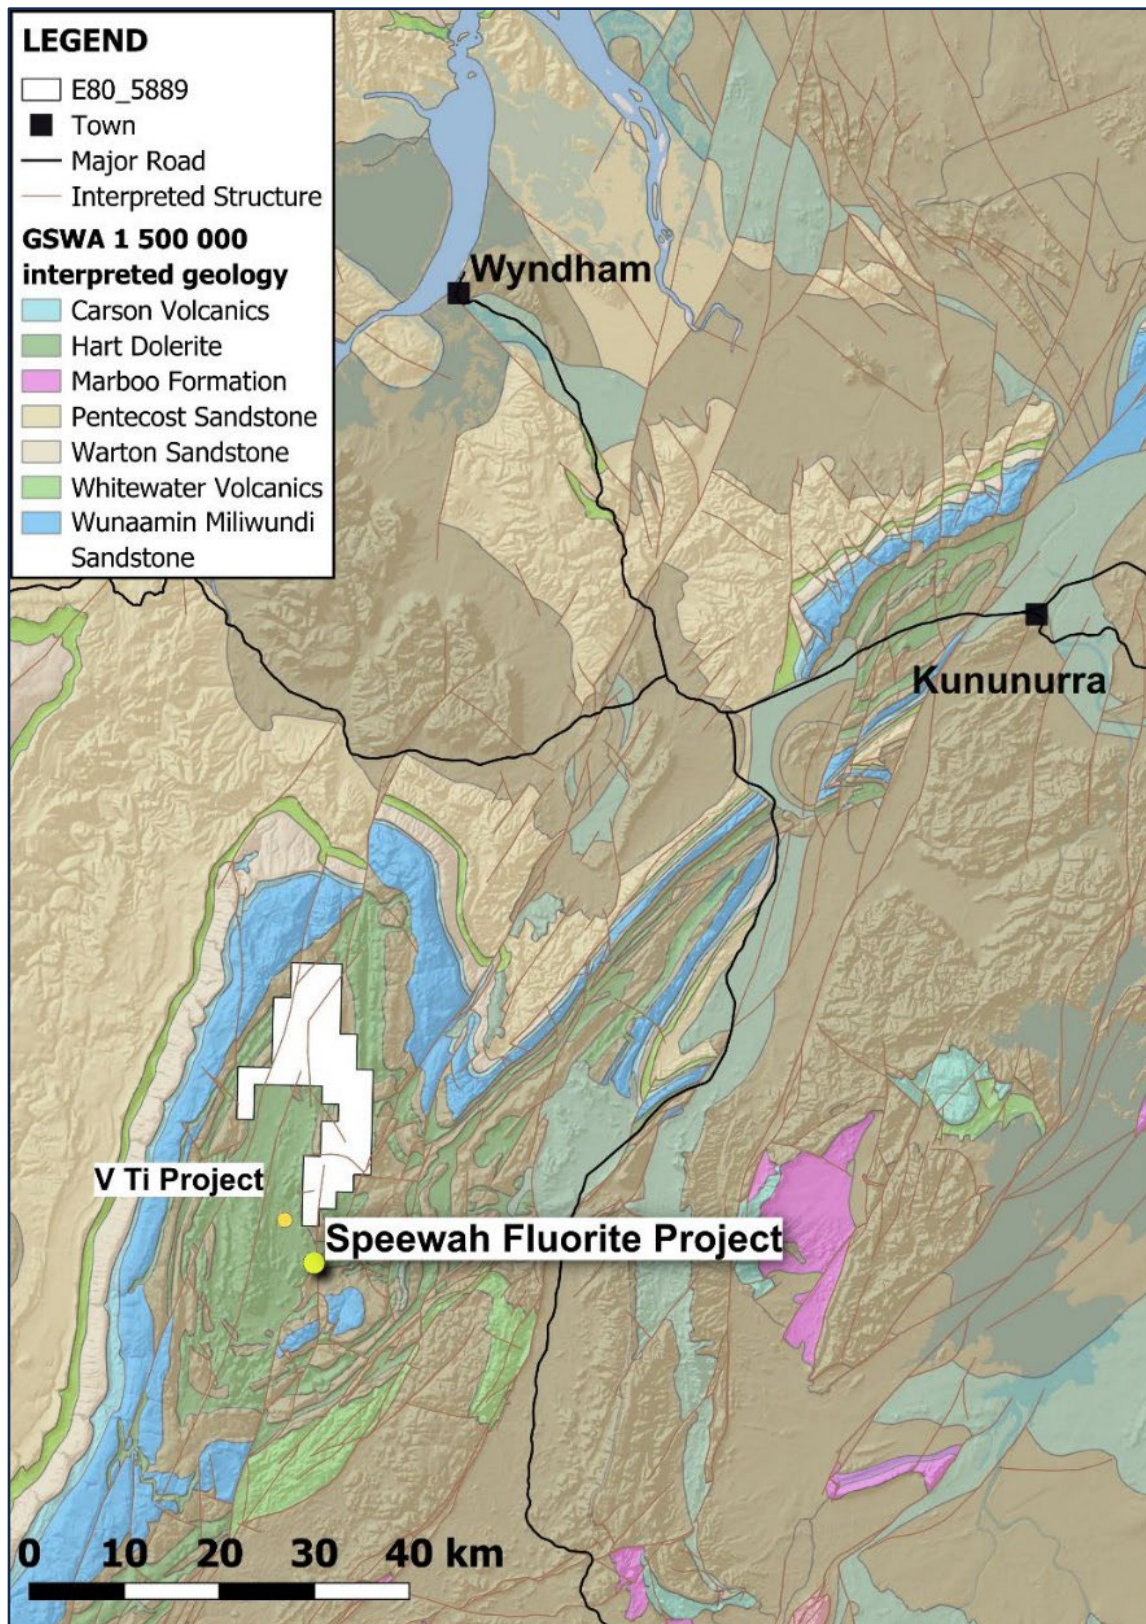 LEGEND
E80_5889
Town
Major Road
Interpreted Structure
GSWA 1 500 000
interpreted geology
Carson Volcanics
Hart Dolerite
Marboo Formation
Pentecost Sandstone
Warton Sandstone
Whitewater Volcanics
Wunaamin Miliwundi
Sandstone
Wyndham
Kununurra
V Ti Project
Speewah Fluorite Project
0 10 20 30 40 km